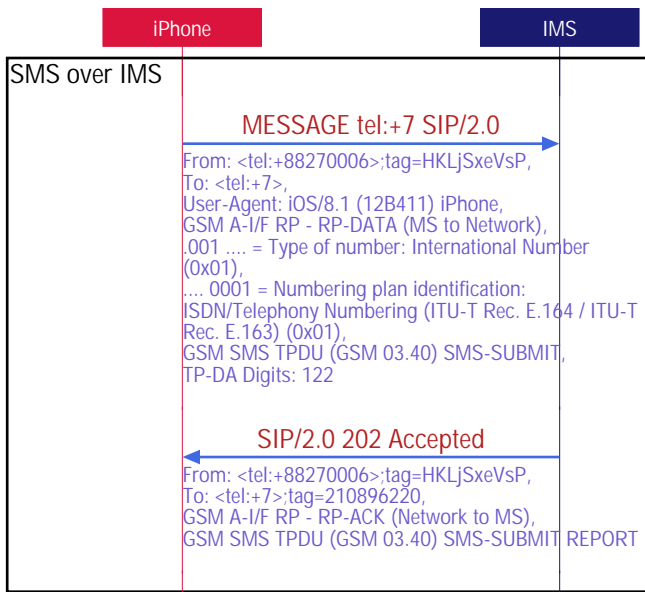 iPhone
IMS
SMS over IMS
MESSAGE tel:+7 SIP/2.0
From: <tel:+88270006>;tag=HKLjSxeVsP,
To: <tel:+7>,
User-Agent: iOS/8.1 (12B411) iPhone,
GSM A-I/F RP - RP-DATA (MS to Network),
.001 .... = Type of number: International Number
(0x01),
.... 0001 = Numbering plan identification:
ISDN/Telephony Numbering (ITU-T Rec. E.164 / ITU-T
Rec. E.163) (0x01),
GSM SMS TPDU (GSM 03.40) SMS-SUBMIT,
TP-DA Digits: 122
SIP/2.0 202 Accepted
From: <tel:+88270006>;tag=HKLjSxeVsP,
To: <tel:+7>;tag=210896220,
GSM A-I/F RP - RP-ACK (Network to MS),
GSM SMS TPDU (GSM 03.40) SMS-SUBMIT REPORT